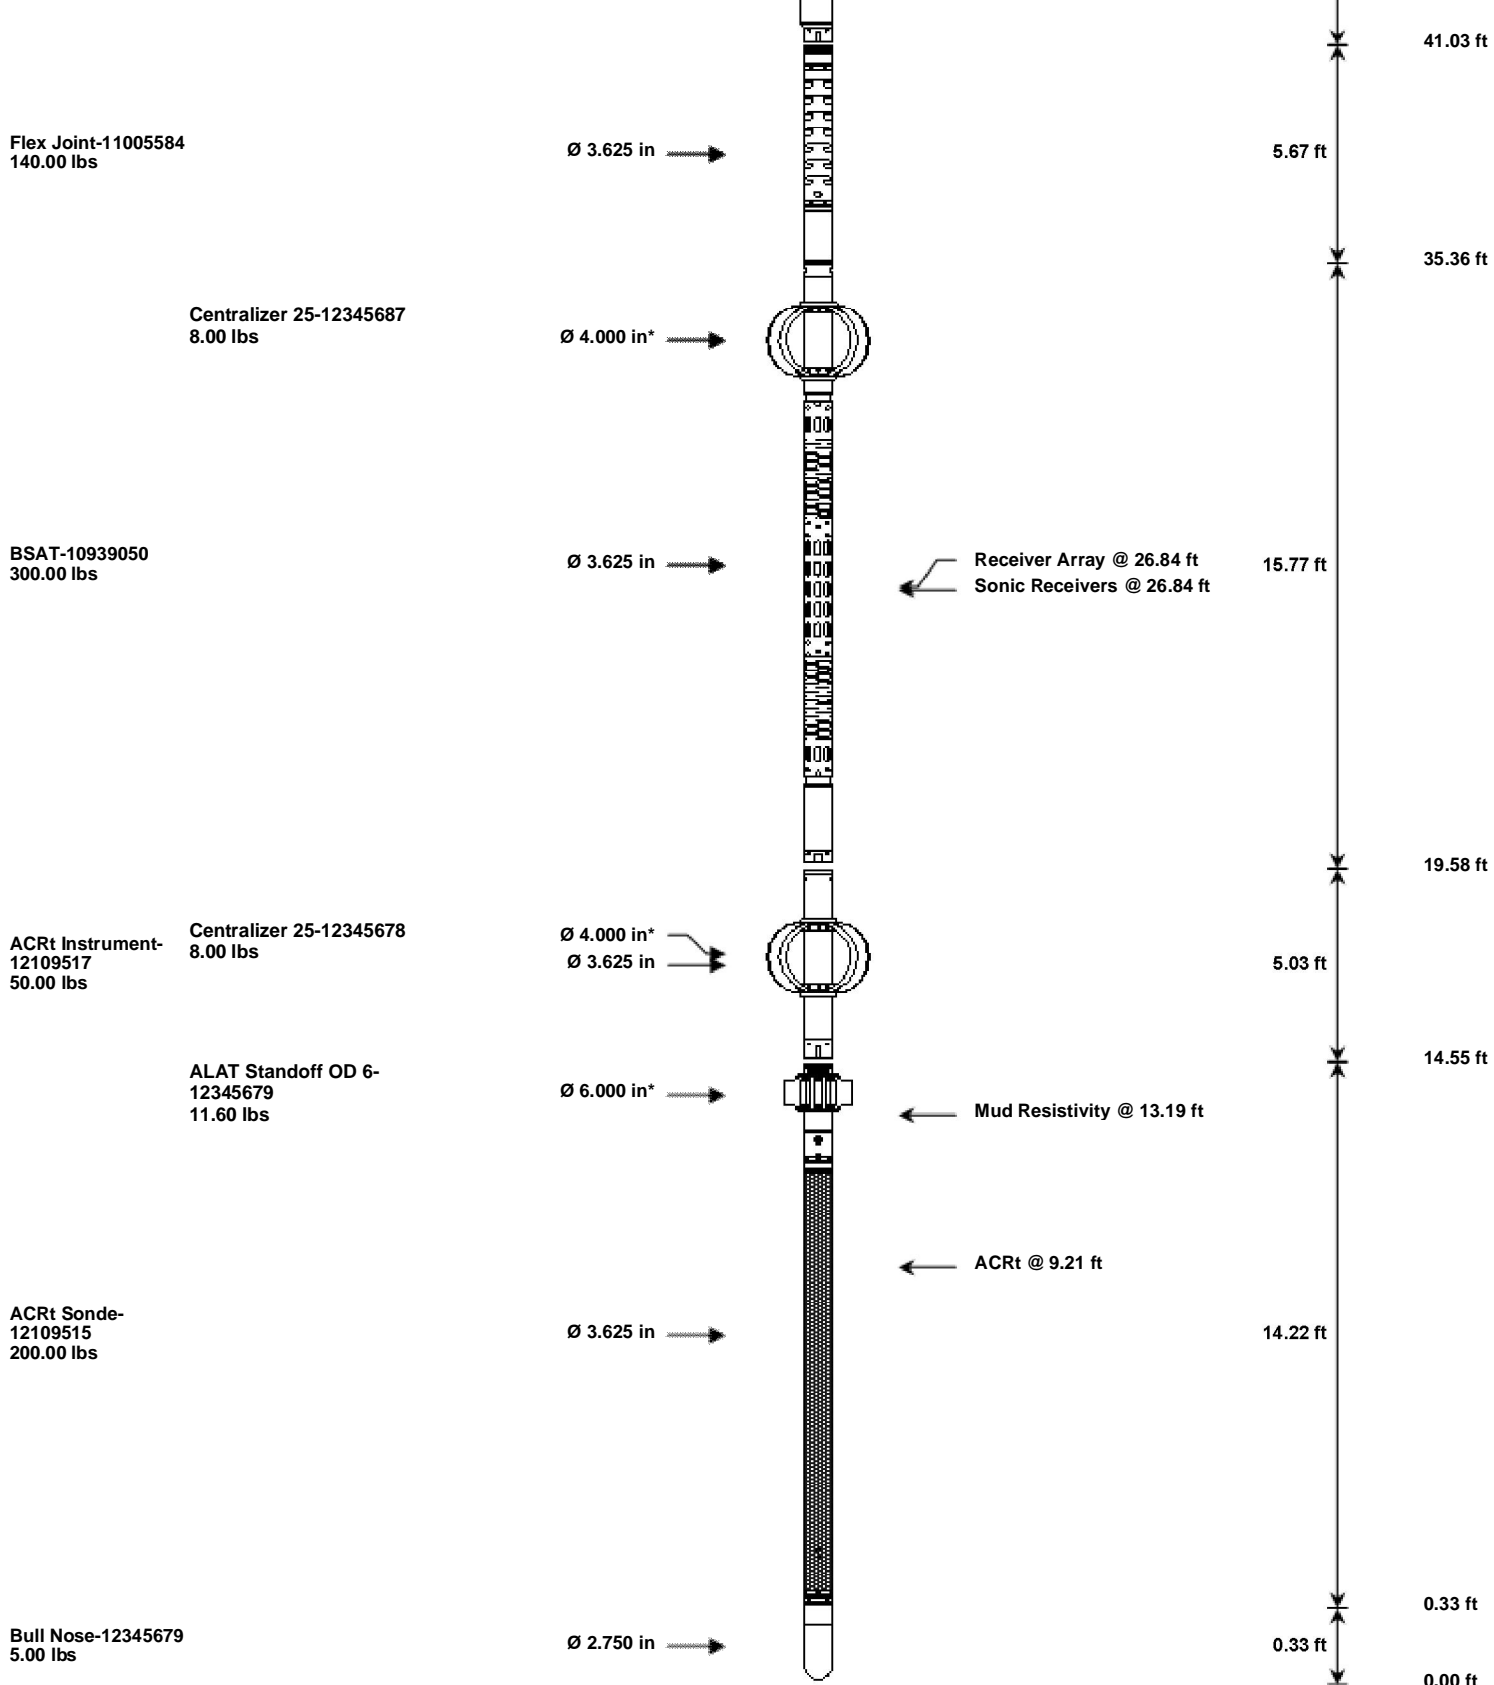 41.03 ft
Flex Joint-11005584
140.00 lbs
Ø 3.625 in
5.67 ft
35.36 ft
Centralizer 25-12345687
8.00 lbs
Ø 4.000 in*
BSAT-10939050
300.00 lbs
Ø 3.625 in
Receiver Array @ 26.84 ft
Sonic Receivers @ 26.84 ft
15.77 ft
19.58 ft
ACRt Instrument-
12109517
50.00 lbs
Centralizer 25-12345678
8.00 lbs
Ø 4.000 in*
Ø 3.625 in
5.03 ft
14.55 ft
ALAT Standoff OD 6-
12345679
11.60 lbs
Ø 6.000 in*
Mud Resistivity @ 13.19 ft
ACRt @ 9.21 ft
ACRt Sonde-
12109515
200.00 lbs
Ø 3.625 in
14.22 ft
0.33 ft
Bull Nose-12345679
5.00 lbs
Ø 2.750 in
0.33 ft
0.00 ft